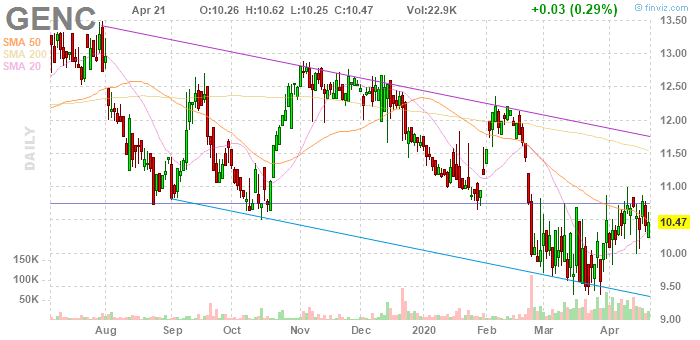 GENC
Apr 21
O:10.26 H:10.62 L:10.25 C:10.47
Vol:22.9K
+0.03 (0.29%)
© finviz.com
SMA 50
SMA 200
SMA 20
DAILY
13.50
13.00
12.50
12.00
11.50
11.00
10.47
10.00
9.50
9.00
150K
100K
50K
Aug Sep Oct Nov Dec 2020 Feb Mar Apr